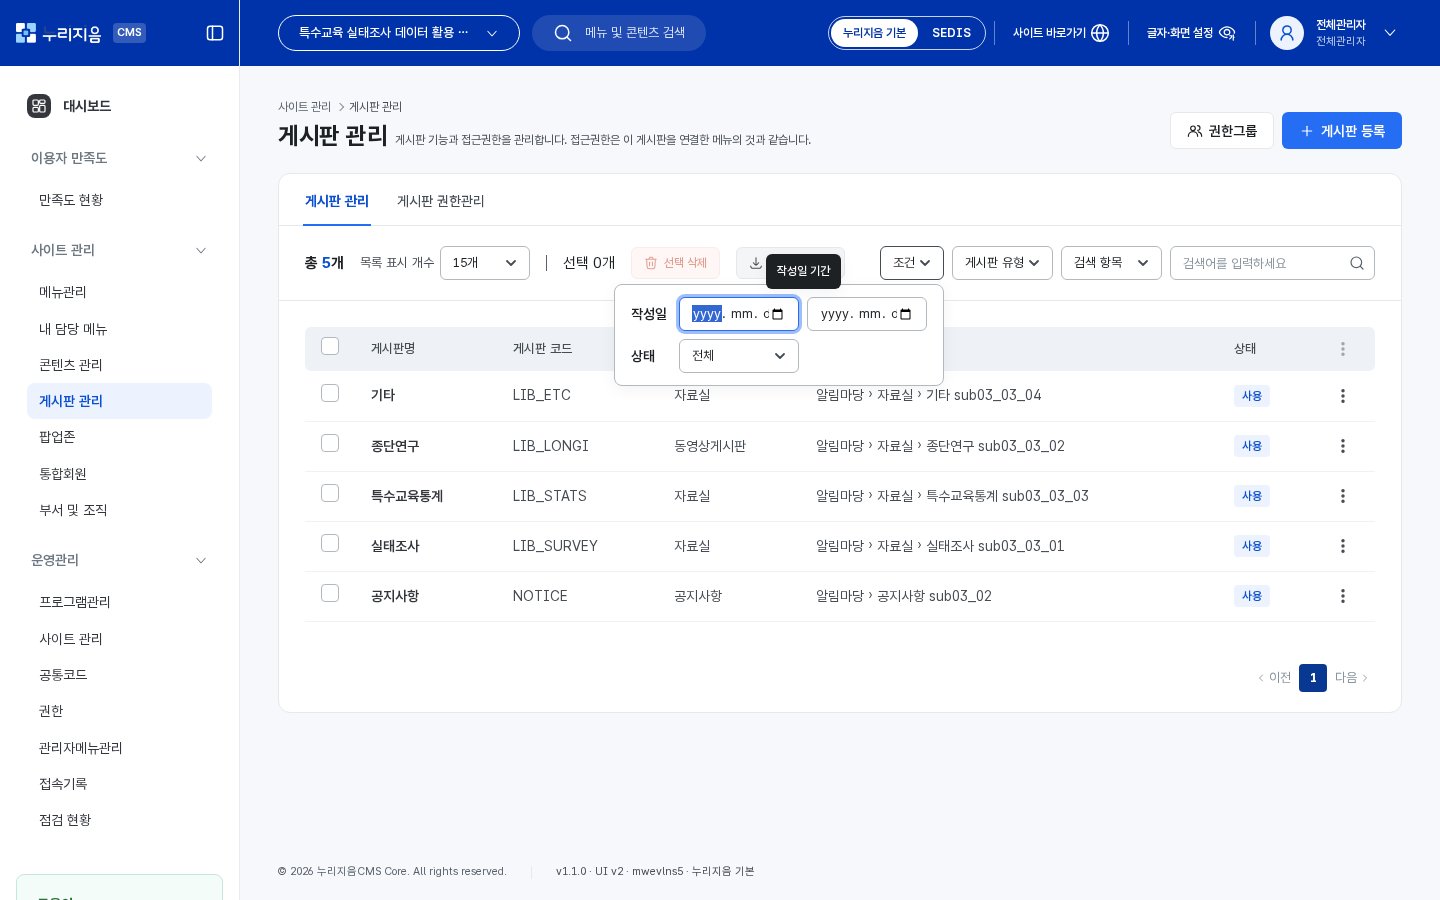 누리지음 CMS
특수교육 실태조사 데이터 활용 ···
메뉴 및 콘텐츠 검색
누리지음 기본
SEDIS
사이트 바로가기
글자·화면 설정
전체관리자
전체관리자
대시보드
이용자 만족도
만족도 현황
사이트 관리
메뉴관리
내 담당 메뉴
콘텐츠 관리
게시판 관리
팝업존
통합회원
부서 및 조직
운영관리
프로그램관리
사이트 관리
공통코드
권한
관리자메뉴관리
접속기록
점검 현황
사이트 관리 > 게시판 관리
게시판 관리 게시판 기능과 접근권한을 관리합니다. 접근권한은 이 게시판을 연결한 메뉴의 것과 같습니다.
권한그룹
+ 게시판 등록
게시판 관리 게시판 권한관리
총 5개 목록 표시 개수 15개 선택 0개 선택 삭제
조건 게시판 유형 검색 항목 검색어를 입력하세요
작성일 기간
작성일 yyyy. mm. yyyy. mm.
상태 전체
게시판명 게시판 코드 상태
기타 LIB_ETC 자료실 알림마당 › 자료실 › 기타 sub03_03_04 사용
종단연구 LIB_LONGI 동영상게시판 알림마당 › 자료실 › 종단연구 sub03_03_02 사용
특수교육통계 LIB_STATS 자료실 알림마당 › 자료실 › 특수교육통계 sub03_03_03 사용
실태조사 LIB_SURVEY 자료실 알림마당 › 자료실 › 실태조사 sub03_03_01 사용
공지사항 NOTICE 공지사항 알림마당 › 공지사항 sub03_02 사용
‹ 이전 1 다음 ›
© 2026 누리지음CMS Core. All rights reserved.
v1.1.0 · UI v2 · mwevlns5 · 누리지음 기본